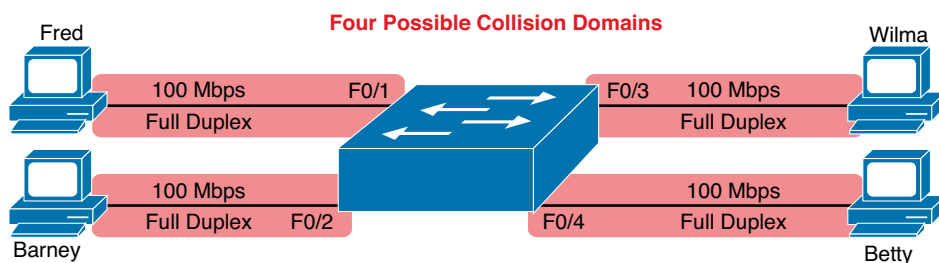 Four Possible Collision Domains
Fred
Wilma
100 Mbps F0/1
Full Duplex
F0/3 100 Mbps
Full Duplex
100 Mbps
Full Duplex F0/2
100 Mbps
F0/4 Full Duplex
Barney
Betty